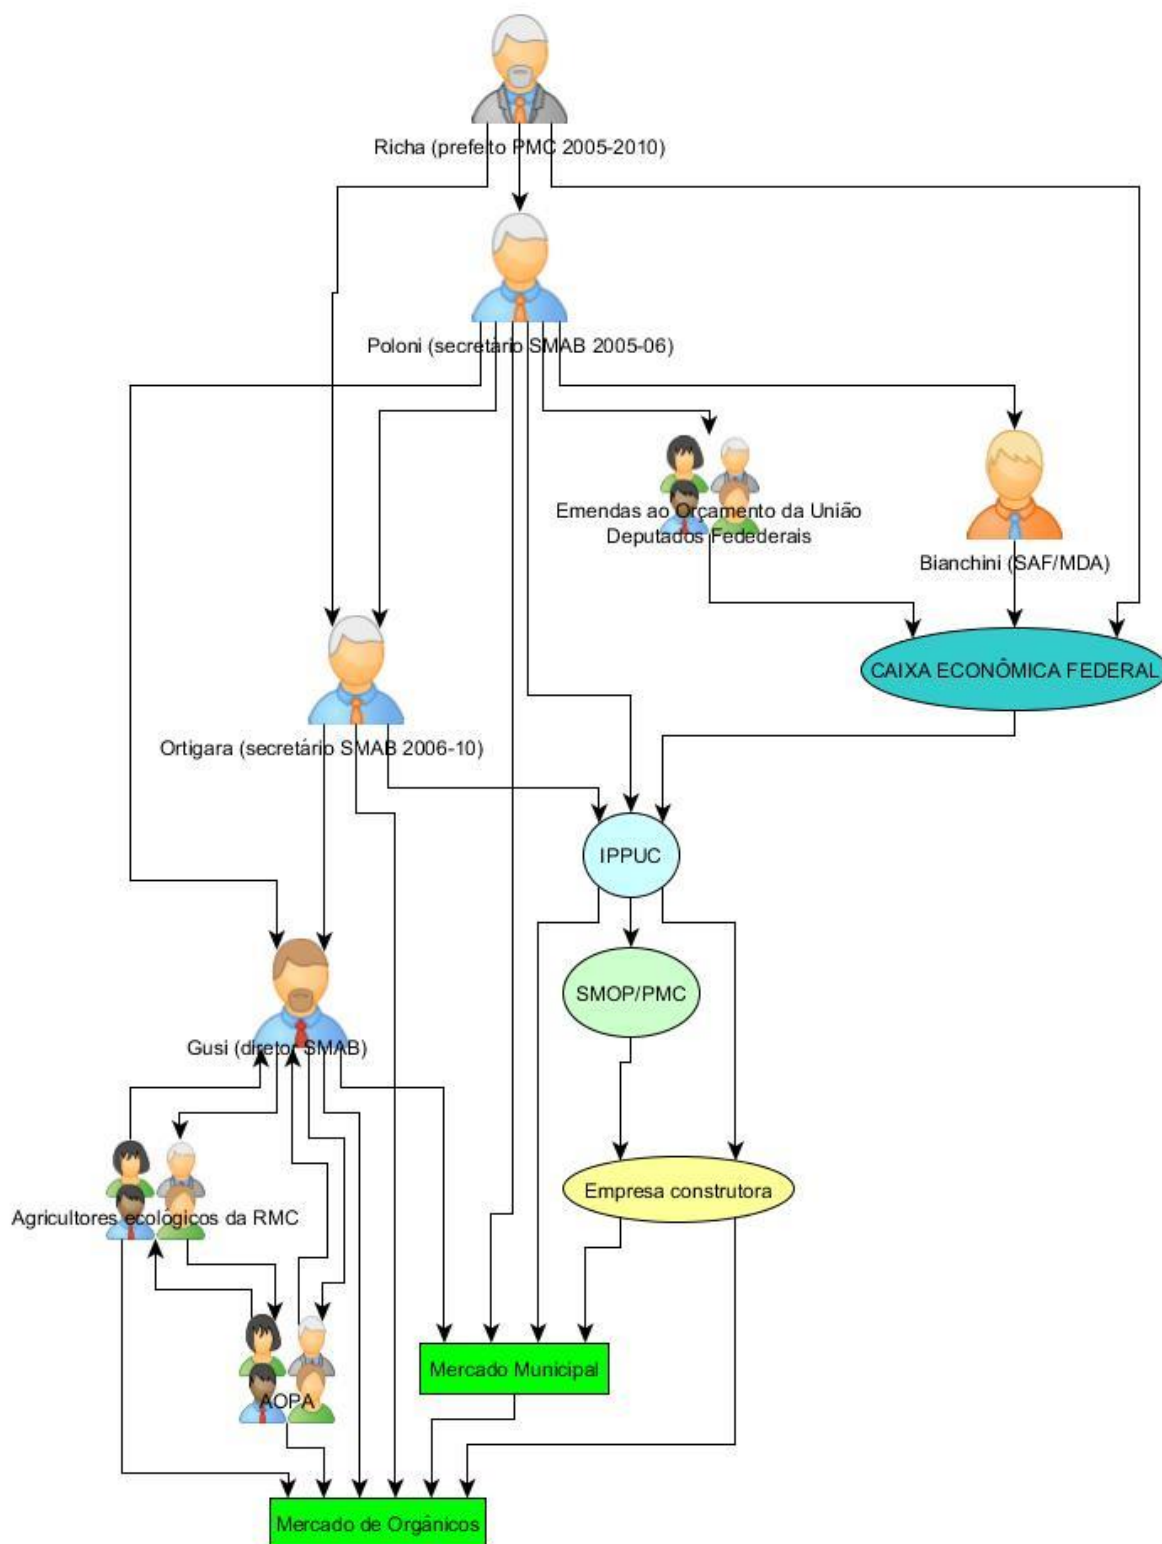 Richa (prefeito PMC 2005-2010)
Poloni (secretário SMAB 2005-06)
Emendas ao Orçamento da União
Deputados Fedederais
Bianchini (SAF/MDA)
CAIXA ECONÔMICA FEDERAL
Ortigara (secretário SMAB 2006-10)
IPPUC
SMOP/PMC
Gusi (diretor SMAB)
Empresa construtora
Agricultores ecológicos da RMC
Mercado Municipal
AOPA
Mercado de Orgânicos